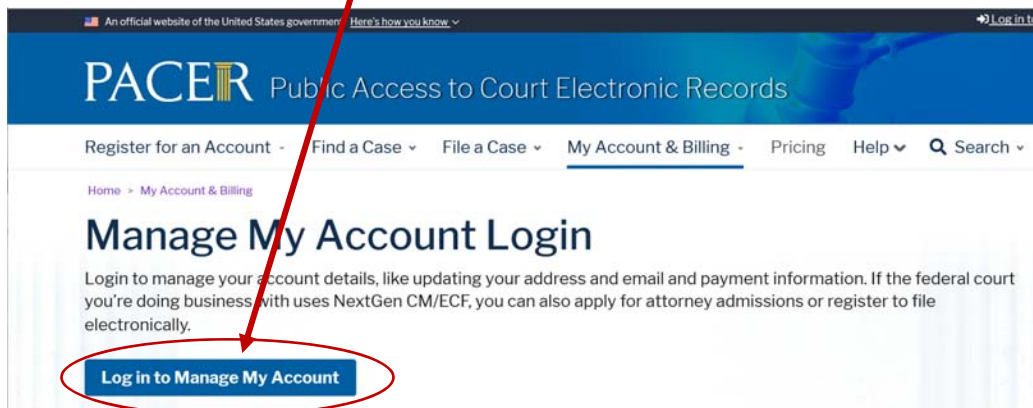 An official website of the United States government Here's how you know
Log in to
PACER Public Access to Court Electronic Records
Register for an Account Find a Case File a Case My Account & Billing Pricing Help Search
Home > My Account & Billing
Manage My Account Login
Login to manage your account details, like updating your address and email and payment information. If the federal court
you're doing business with uses NextGen CM/ECF, you can also apply for attorney admissions or register to file
electronically.
Log in to Manage My Account